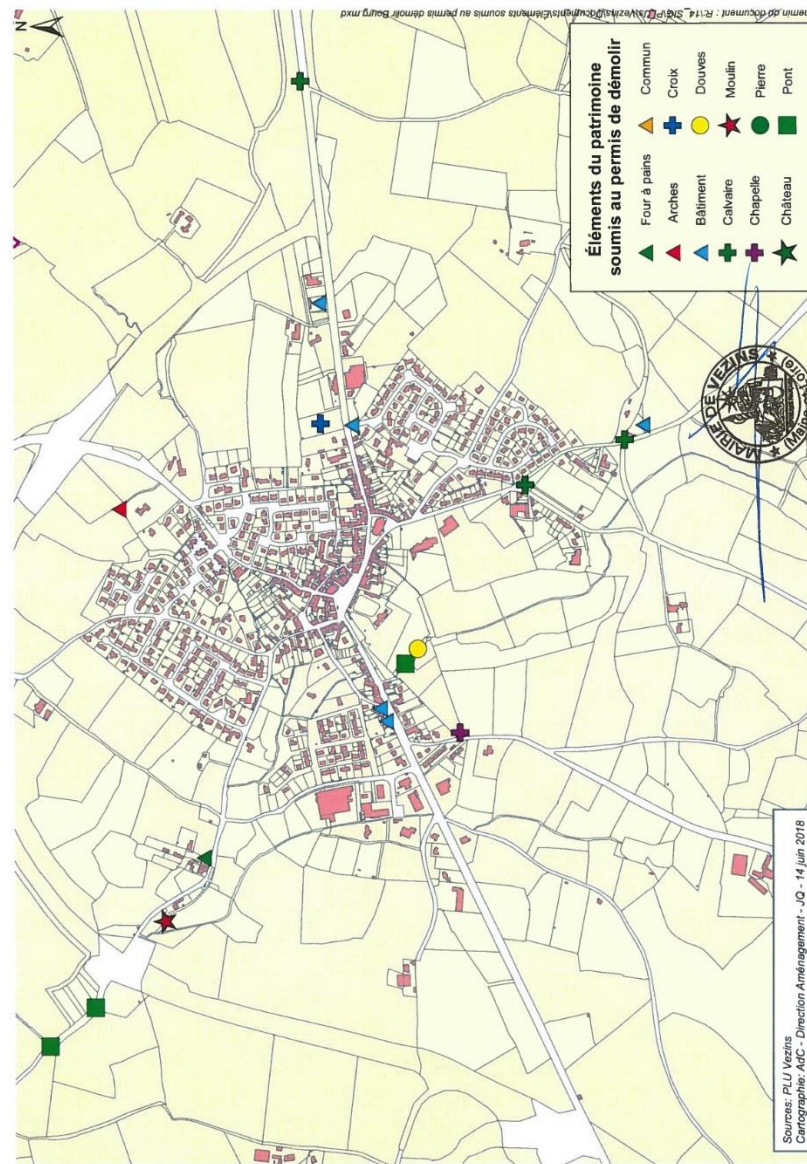 N
Éléments du patrimoine
soumis au permis de démolir
Four à pains
Arches
Bâtiment
Calvaire
Chapelle
Château
Commun
Croix
Douves
Moulin
Pierre
Pont
MAIRIE DE VEZINS
Sources: PLU Vezins
Cartographie: AdC - Direction Aménagement - JQ - 14 juin 2018